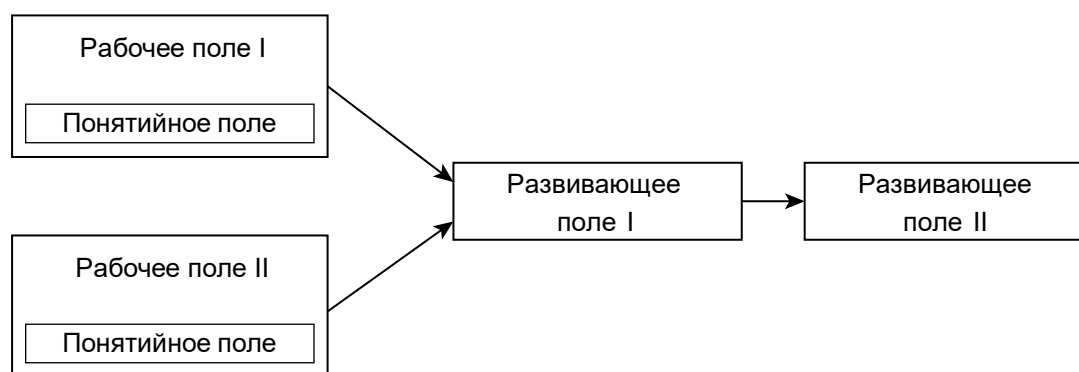 Рабочее поле I
Понятийное поле
Развивающее
поле I
Развивающее
поле II
Рабочее поле II
Понятийное поле